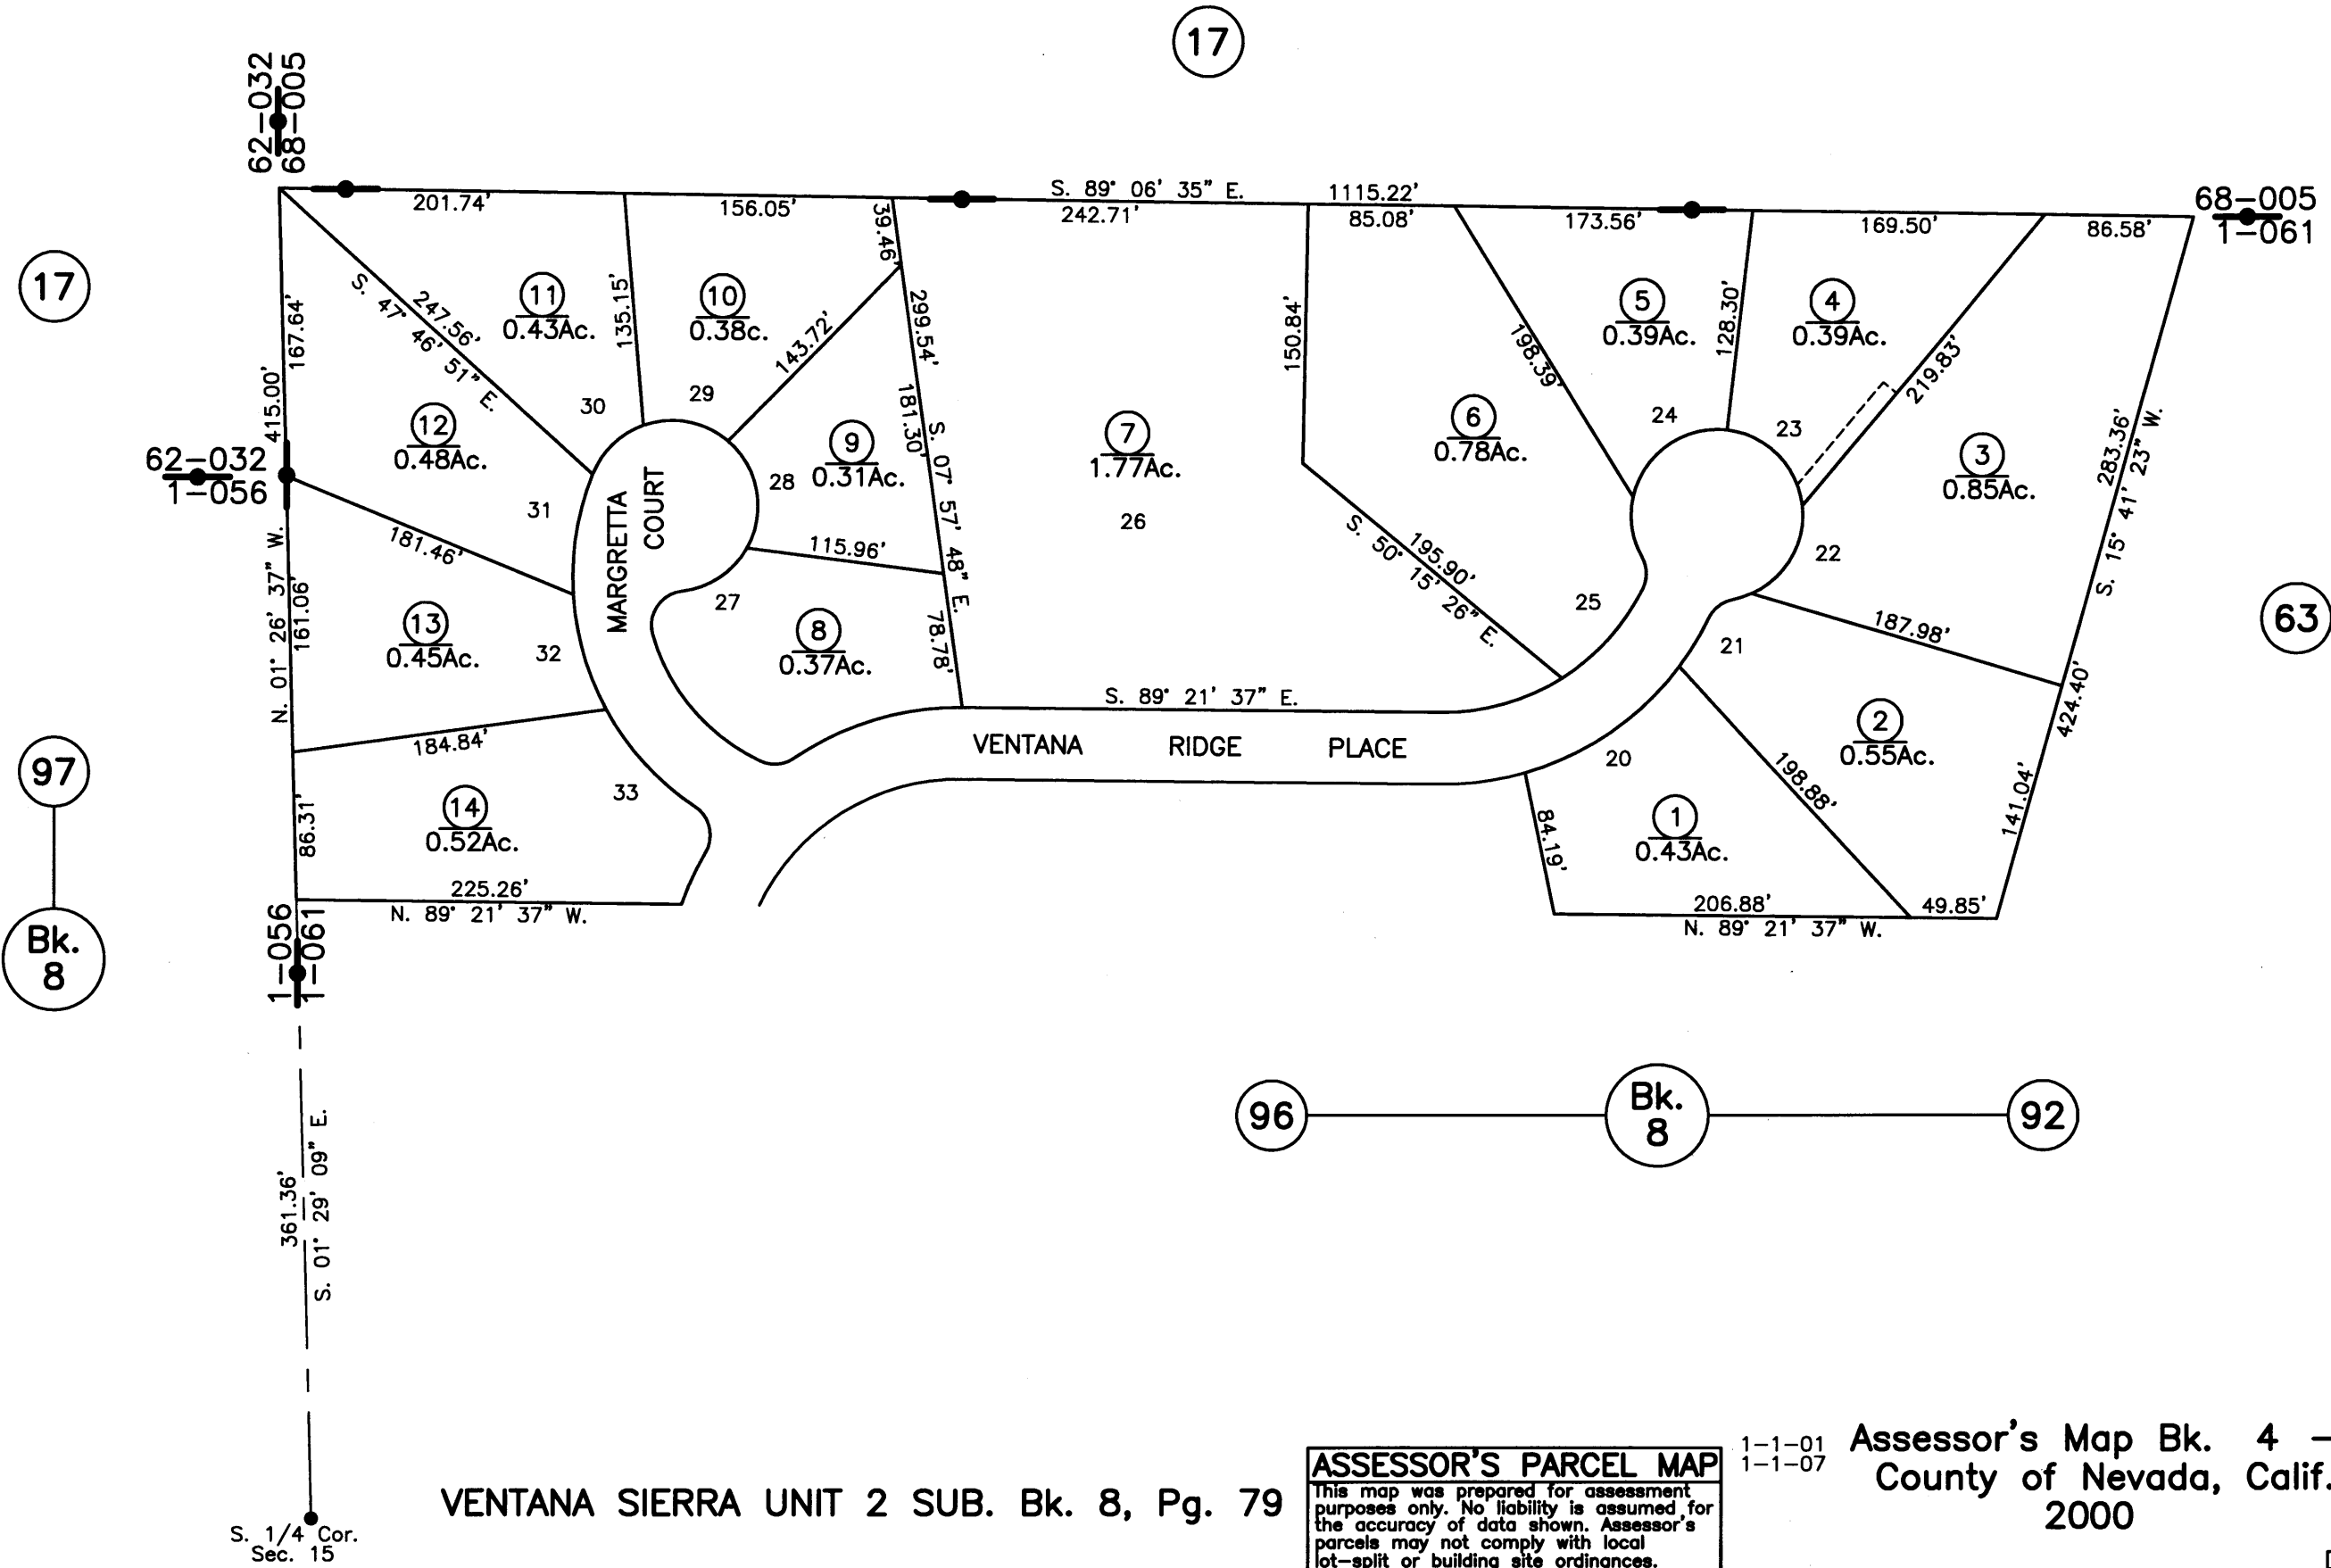 17
62-032
68-005
S. 89° 06' 35" E. 1115.22'
201.74'
156.05'
242.71'
85.08'
173.56'
169.50'
86.58'
68-005
1-061
17
167.64'
415.00'
S. 47° 46' 51" E.
247.56'
11
0.43Ac.
135.15'
10
0.38c.
39.46'
143.72'
299.54'
181.30'
S. 07° 57' 48" E.
78.78'
150.84'
198.39'
5
0.39Ac.
128.30'
4
0.39Ac.
219.83'
283.36'
S. 15° 41' 23" W.
424.40'
141.04'
30
29
24
23
12
0.48Ac.
9
0.31Ac.
28
7
1.77Ac.
26
6
0.78Ac.
3
0.85Ac.
62-032
1-056
31
MARGRETTA
COURT
181.46'
115.96'
S. 50° 15' 26" E.
195.90'
22
N. 01° 26' 37" W.
161.06'
13
0.45Ac.
32
27
8
0.37Ac.
25
21
187.98'
63
S. 89° 21' 37" E.
184.84'
VENTANA RIDGE PLACE
20
2
0.55Ac.
97
86.31'
14
0.52Ac.
33
84.19'
1
0.43Ac.
198.88'
225.26'
N. 89° 21' 37" W.
206.88'
49.85'
N. 89° 21' 37" W.
Bk.
8
1-056
1-061
96
Bk.
8
92
361.36'
S. 01° 29' 09" E.
S. 1/4 Cor.
Sec. 15
VENTANA SIERRA UNIT 2 SUB. Bk. 8, Pg. 79
ASSESSOR'S PARCEL MAP
This map was prepared for assessment
purposes only. No liability is assumed for
the accuracy of data shown. Assessor's
parcels may not comply with local
lot-split or building site ordinances.
1-1-01
1-1-07
Assessor's Map Bk. 4 -
County of Nevada, Calif.
2000